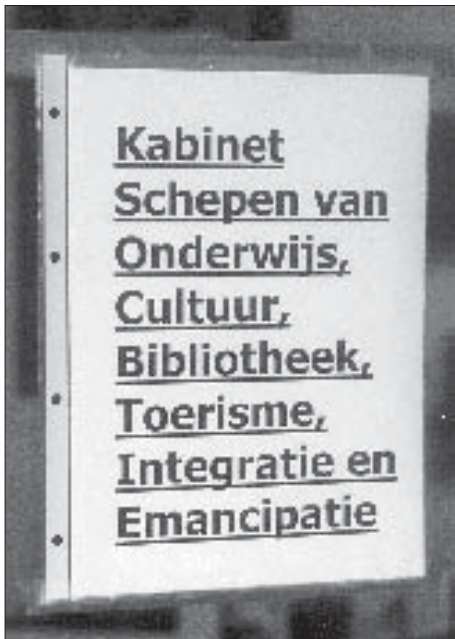 Kabinet
Schepen van
Onderwijs,
Cultuur,
Bibliotheek,
Toerisme,
Integratie en
Emancipatie